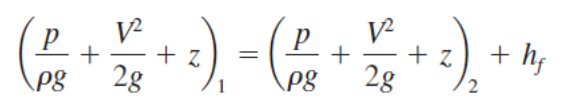 (p/ρg + V²/2g + z)₁ = (p/ρg + V²/2g + z)₂ + h_f